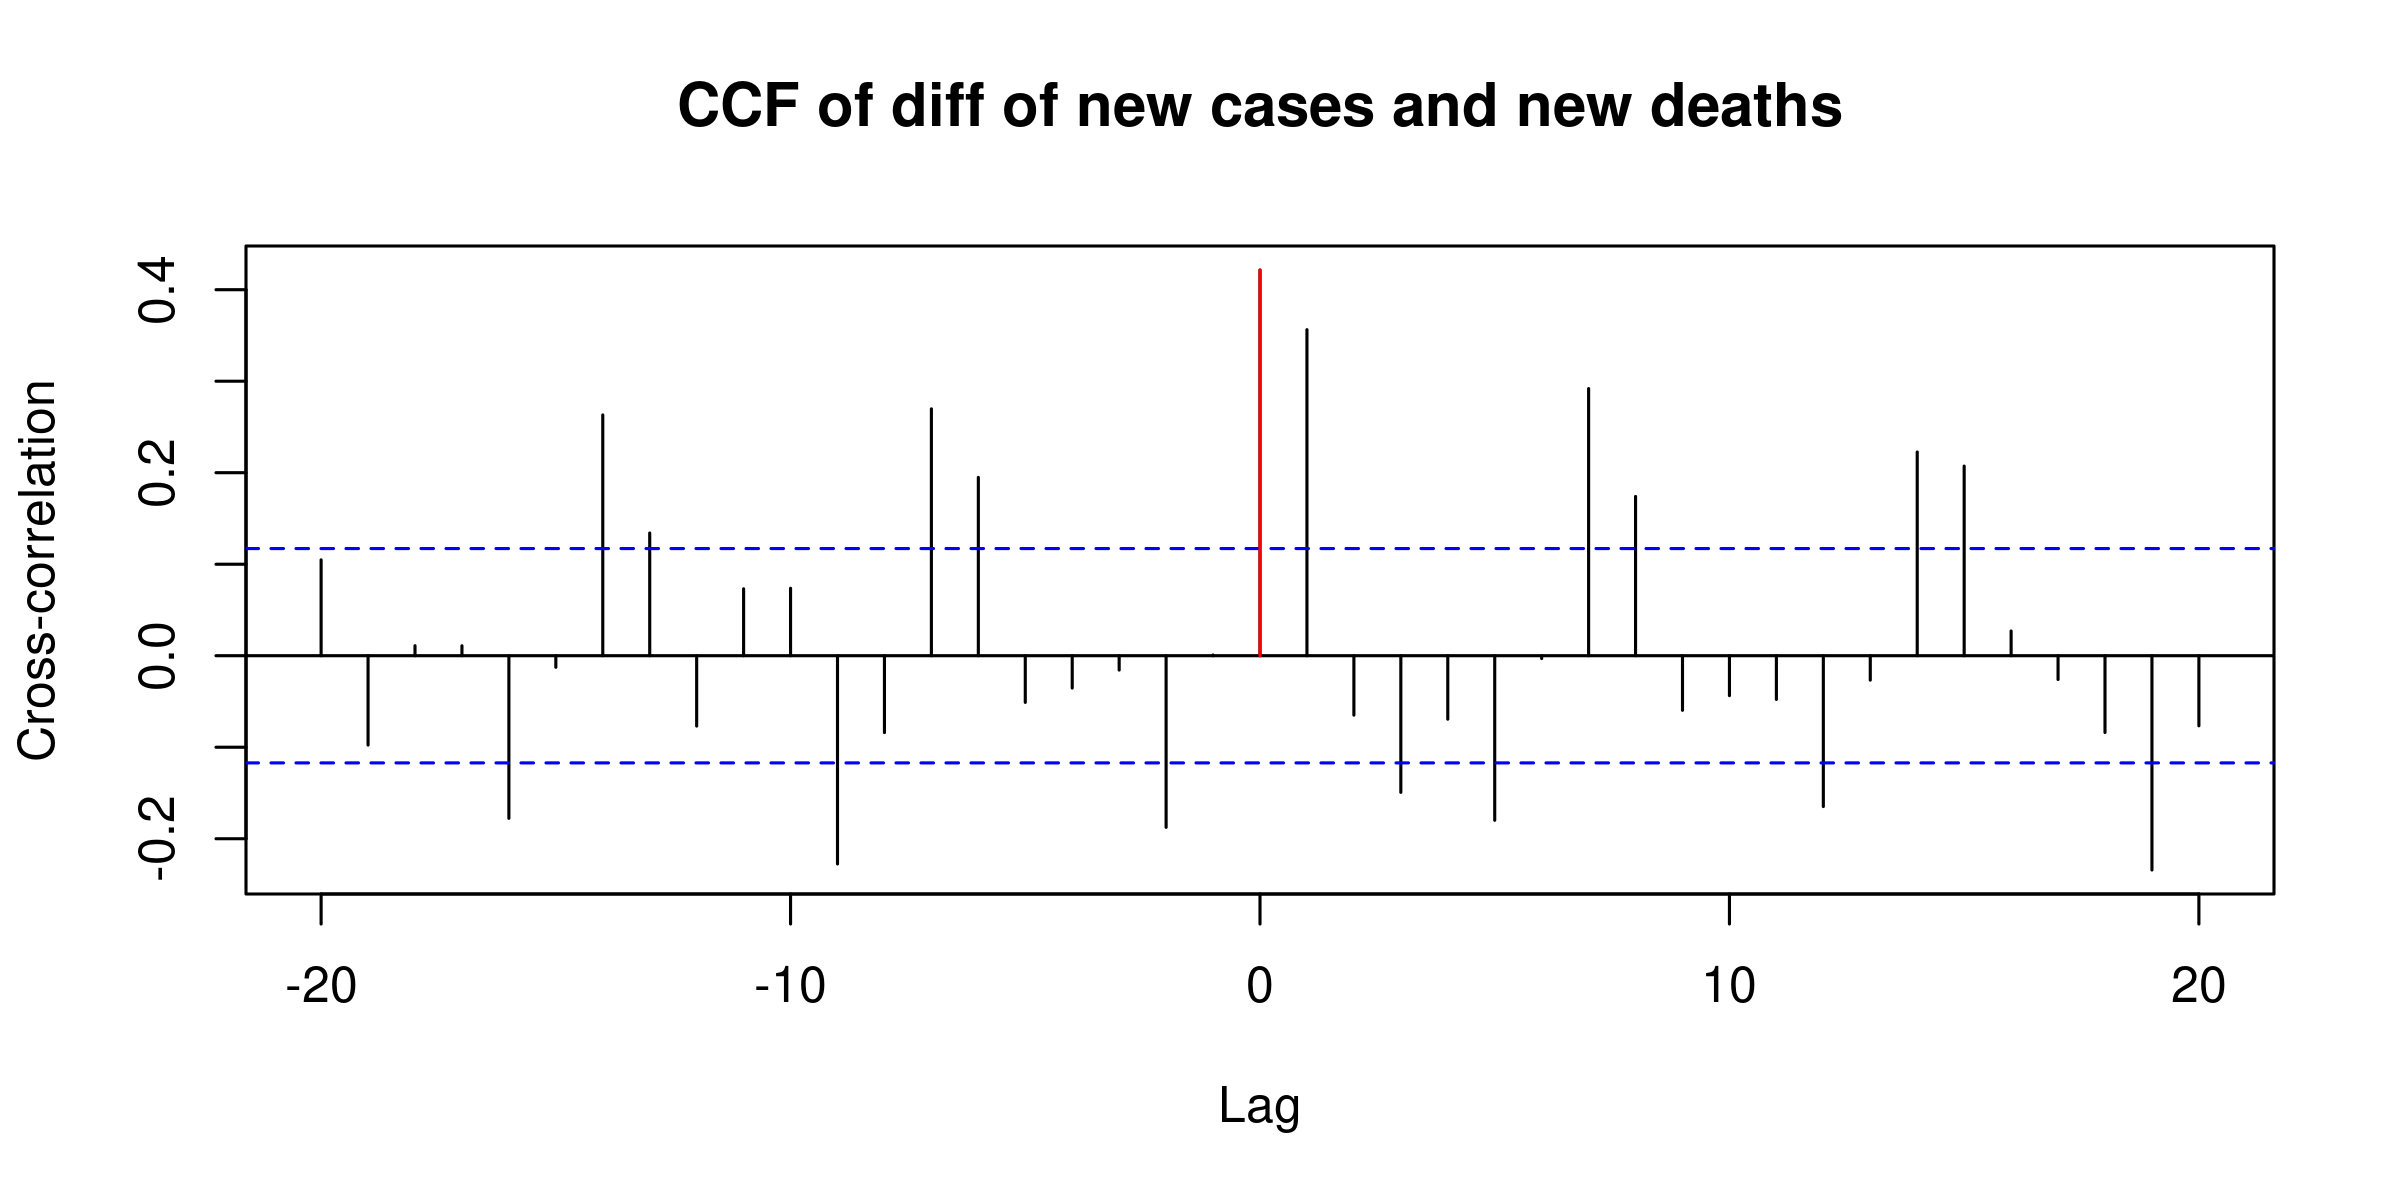 CCF of diff of new cases and new deaths
Cross-correlation
0.4
0.2
0.0
-0.2
-20 -10 0 10 20
Lag